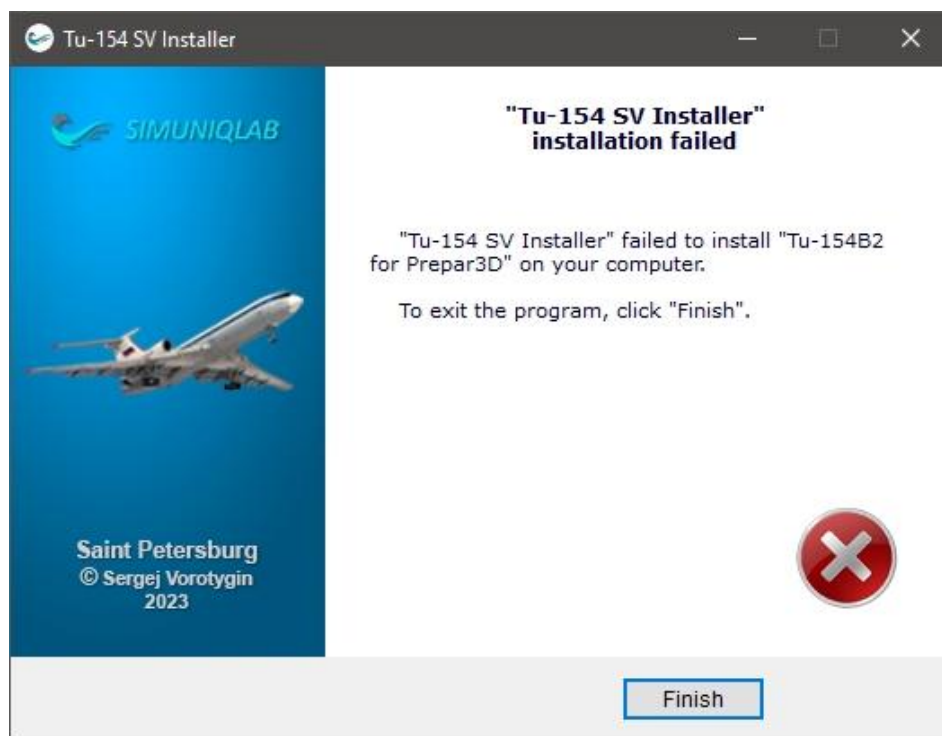 Tu-154 SV Installer
SIMUNIQLAB
"Tu-154 SV Installer"
installation failed
"Tu-154 SV Installer" failed to install "Tu-154B2
for Prepar3D" on your computer.
To exit the program, click "Finish".
Saint Petersburg
© Sergej Vorotygin
2023
Finish